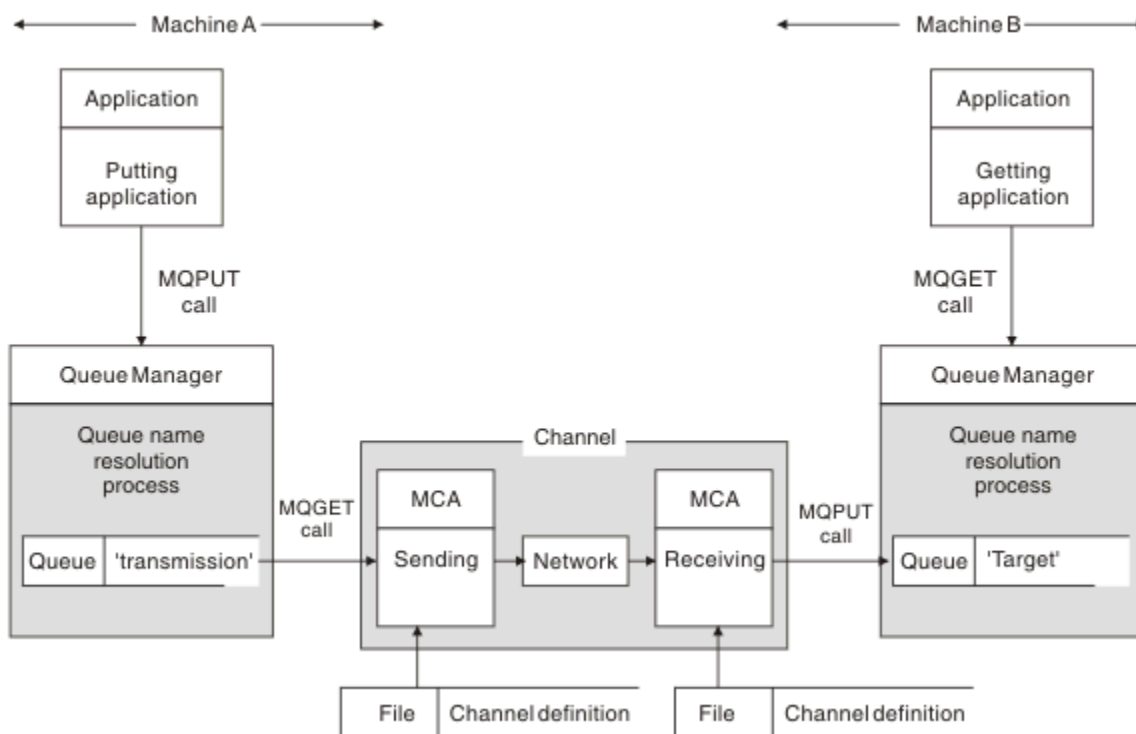 Machine A
Machine B
Application
Putting
application
Application
Getting
application
MQPUT
call
MQGET
call
Queue Manager
Queue name
resolution
process
Queue 'transmission'
MQGET
call
Channel
MCA
Sending
Network
MCA
Receiving
MQPUT
call
Queue Manager
Queue name
resolution
process
Queue 'Target'
File Channel definition
File Channel definition